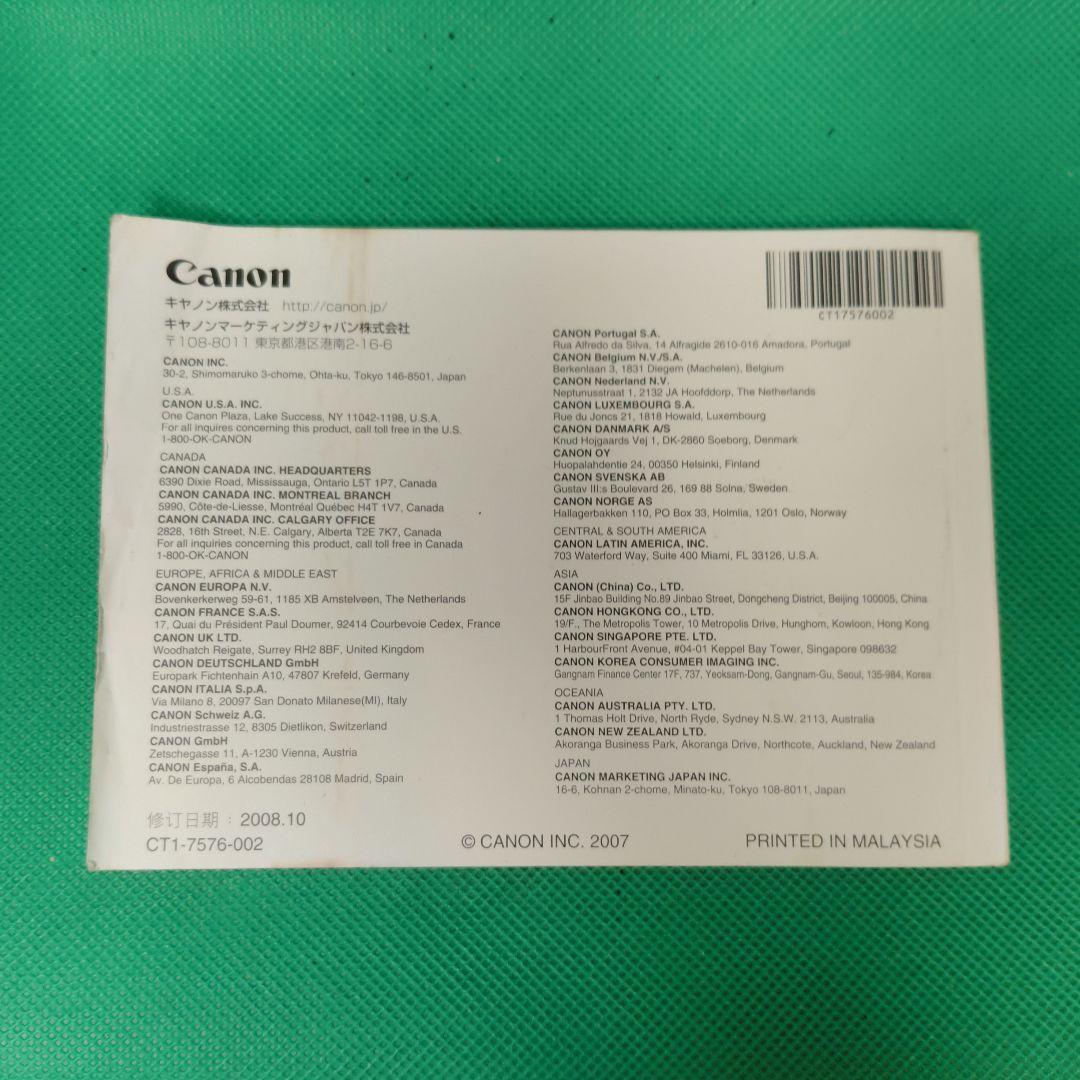 Canon
キヤノン株式会社 http://canon.jp/
キヤノンマーケティングジャパン株式会社
〒108-8011 東京都港区港南2-16-6
CANON INC.
30-2, Shimomaruko 3-chome, Ohta-ku, Tokyo 146-8501, Japan
U.S.A.
CANON U.S.A. INC.
One Canon Plaza, Lake Success, NY 11042-1198, U.S.A.
For all inquires concerning this product, call toll free in the U.S.
1-800-OK-CANON
CANADA
CANON CANADA INC. HEADQUARTERS
6390 Dixie Road, Mississauga, Ontario L5T 1P7, Canada
CANON CANADA INC. MONTREAL BRANCH
5990, Côte-de-Liesse, Montréal Québec H4T 1V7, Canada
CANON CANADA INC. CALGARY OFFICE
2828, 16th Street, N.E. Calgary, Alberta T2E 7K7, Canada
For all inquiries concerning this product, call toll free in Canada
1-800-OK-CANON
EUROPE, AFRICA & MIDDLE EAST
CANON EUROPA N.V.
Bovenkerkerweg 59-61, 1185 XB Amstelveen, The Netherlands
CANON FRANCE S.A.S.
17, Quai du Président Paul Doumer, 92414 Courbevoie Cedex, France
CANON UK LTD.
Woodhatch Reigate, Surrey RH2 8BF, United Kingdom
CANON DEUTSCHLAND GmbH
Europark Fichtenhain A10, 47807 Krefeld, Germany
CANON ITALIA S.p.A.
Via Milano 8, 20097 San Donato Milanese(MI), Italy
CANON Schweiz A.G.
Industriestrasse 12, 8305 Dietlikon, Switzerland
CANON GmbH
Zetschegasse 11, A-1230 Vienna, Austria
CANON España, S.A.
Av. De Europa, 6 Alcobendas 28108 Madrid, Spain
CT17576002
CANON Portugal S.A.
Rua Alfredo da Silva, 14 Alfragide 2610-016 Amadora, Portugal
CANON Belgium N.V./S.A.
Berkenlaan 3, 1831 Diegem (Machelen), Belgium
CANON Nederland N.V.
Neptunusstraat 1, 2132 JA Hoofddorp, The Netherlands
CANON LUXEMBOURG S.A.
Rue du Joncs 21, 1818 Howald, Luxembourg
CANON DANMARK A/S
Knud Hojgaards Vej 1, DK-2860 Soeborg, Denmark
CANON OY
Huopalahdentie 24, 00350 Helsinki, Finland
CANON SVENSKA AB
Gustav III:s Boulevard 26, 169 88 Solna, Sweden
CANON NORGE AS
Hallagerbakken 110, PO Box 33, Holmlia, 1201 Oslo, Norway
CENTRAL & SOUTH AMERICA
CANON LATIN AMERICA, INC.
703 Waterford Way, Suite 400 Miami, FL 33126, U.S.A.
ASIA
CANON (China) Co., LTD.
15F Jinbao Building No.89 Jinbao Street, Dongcheng District, Beijing 100005, China
CANON HONGKONG CO., LTD.
19/F., The Metropolis Tower, 10 Metropolis Drive, Hunghom, Kowloon, Hong Kong
CANON SINGAPORE PTE. LTD.
1 HarbourFront Avenue, #04-01 Keppel Bay Tower, Singapore 098632
CANON KOREA CONSUMER IMAGING INC.
Gangnam Finance Center 17F, 737, Yeoksam-Dong, Gangnam-Gu, Seoul, 135-984, Korea
OCEANIA
CANON AUSTRALIA PTY. LTD.
1 Thomas Holt Drive, North Ryde, Sydney N.S.W. 2113, Australia
CANON NEW ZEALAND LTD.
Akoranga Business Park, Akoranga Drive, Northcote, Auckland, New Zealand
JAPAN
CANON MARKETING JAPAN INC.
16-6, Kohnan 2-chome, Minato-ku, Tokyo 108-8011, Japan
修订日期：2008.10
CT1-7576-002
© CANON INC. 2007
PRINTED IN MALAYSIA